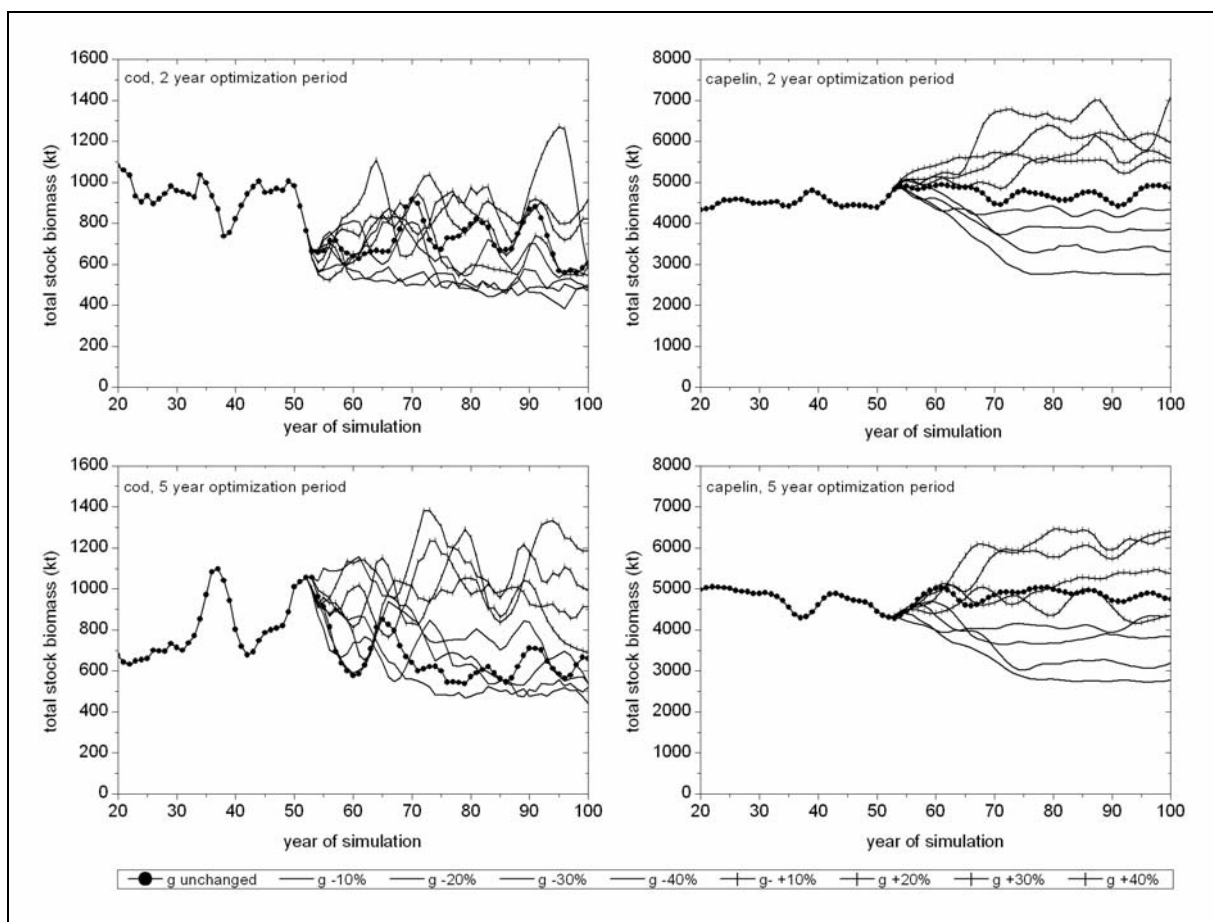 cod, 2 year optimization period
total stock biomass (kt)
1600
1400
1200
1000
800
600
400
200
0
20 30 40 50 60 70 80 90 100
year of simulation
capelin, 2 year optimization period
total stock biomass (kt)
8000
7000
6000
5000
4000
3000
2000
1000
0
20 30 40 50 60 70 80 90 100
year of simulation
cod, 5 year optimization period
total stock biomass (kt)
1600
1400
1200
1000
800
600
400
200
0
20 30 40 50 60 70 80 90 100
year of simulation
capelin, 5 year optimization period
total stock biomass (kt)
8000
7000
6000
5000
4000
3000
2000
1000
0
20 30 40 50 60 70 80 90 100
year of simulation
g unchanged g -10% g -20% g -30% g -40% g- +10% g +20% g +30% g +40%